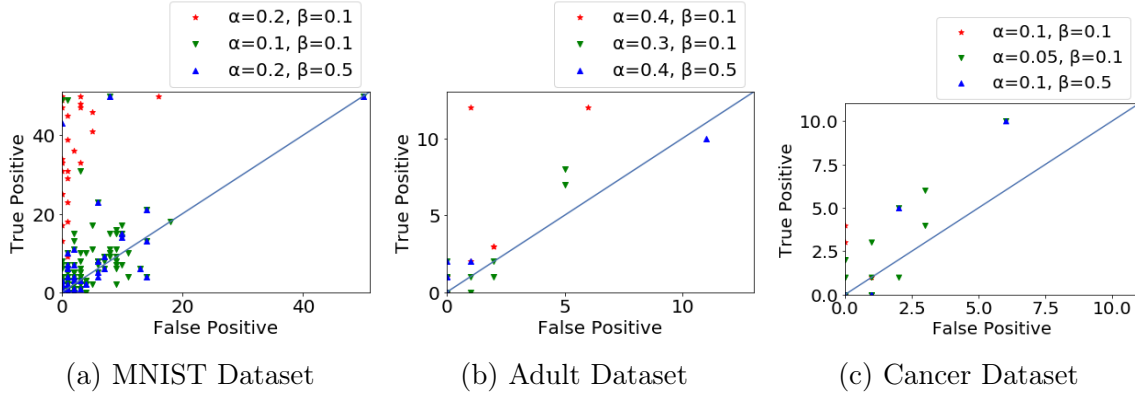 α=0.2, β=0.1
α=0.1, β=0.1
α=0.2, β=0.5
40
20
0
True Positive
0
20
40
False Positive
(a) MNIST Dataset
α=0.4, β=0.1
α=0.3, β=0.1
α=0.4, β=0.5
10
5
0
True Positive
0
5
10
False Positive
(b) Adult Dataset
α=0.1, β=0.1
α=0.05, β=0.1
α=0.1, β=0.5
10.0
7.5
5.0
2.5
0.0
True Positive
0.0
2.5
5.0
7.5
10.0
False Positive
(c) Cancer Dataset